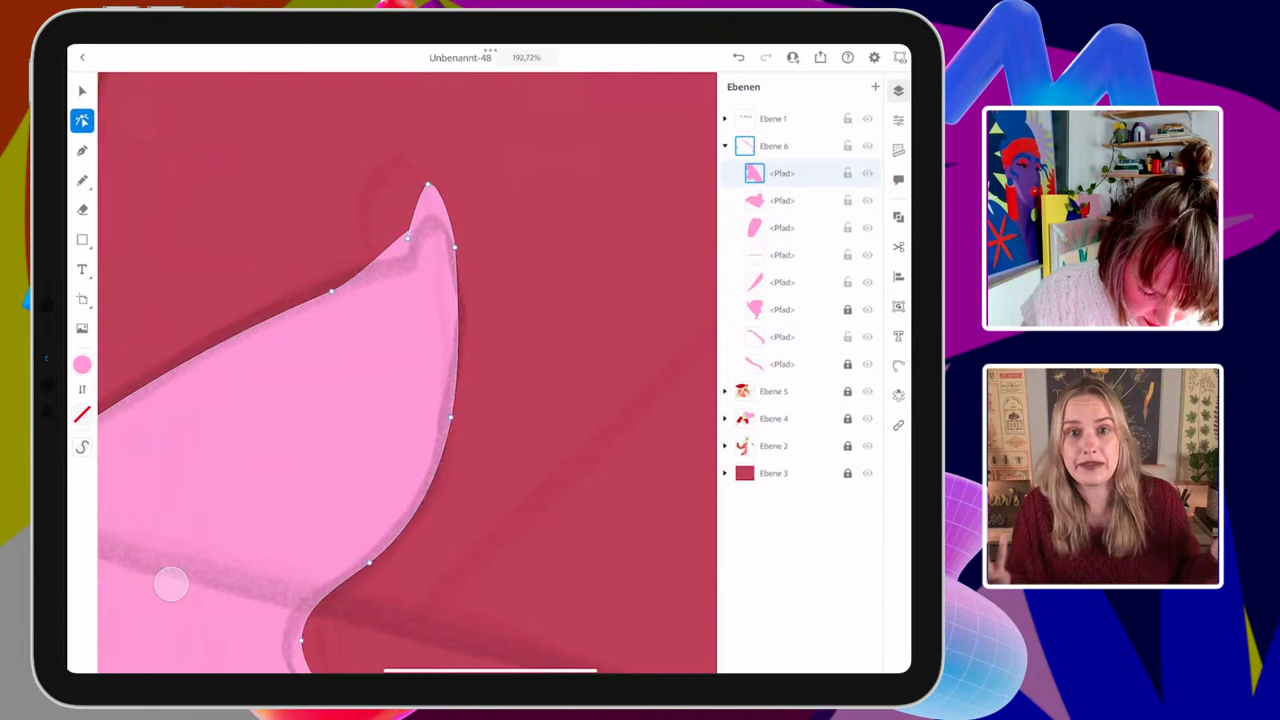 Unbenannt-48
192,72%
Ebenen
Ebene 1
Ebene 6
<Pfad>
<Pfad>
<Pfad>
<Pfad>
<Pfad>
<Pfad>
<Pfad>
<Pfad>
Ebene 5
Ebene 4
Ebene 2
Ebene 3